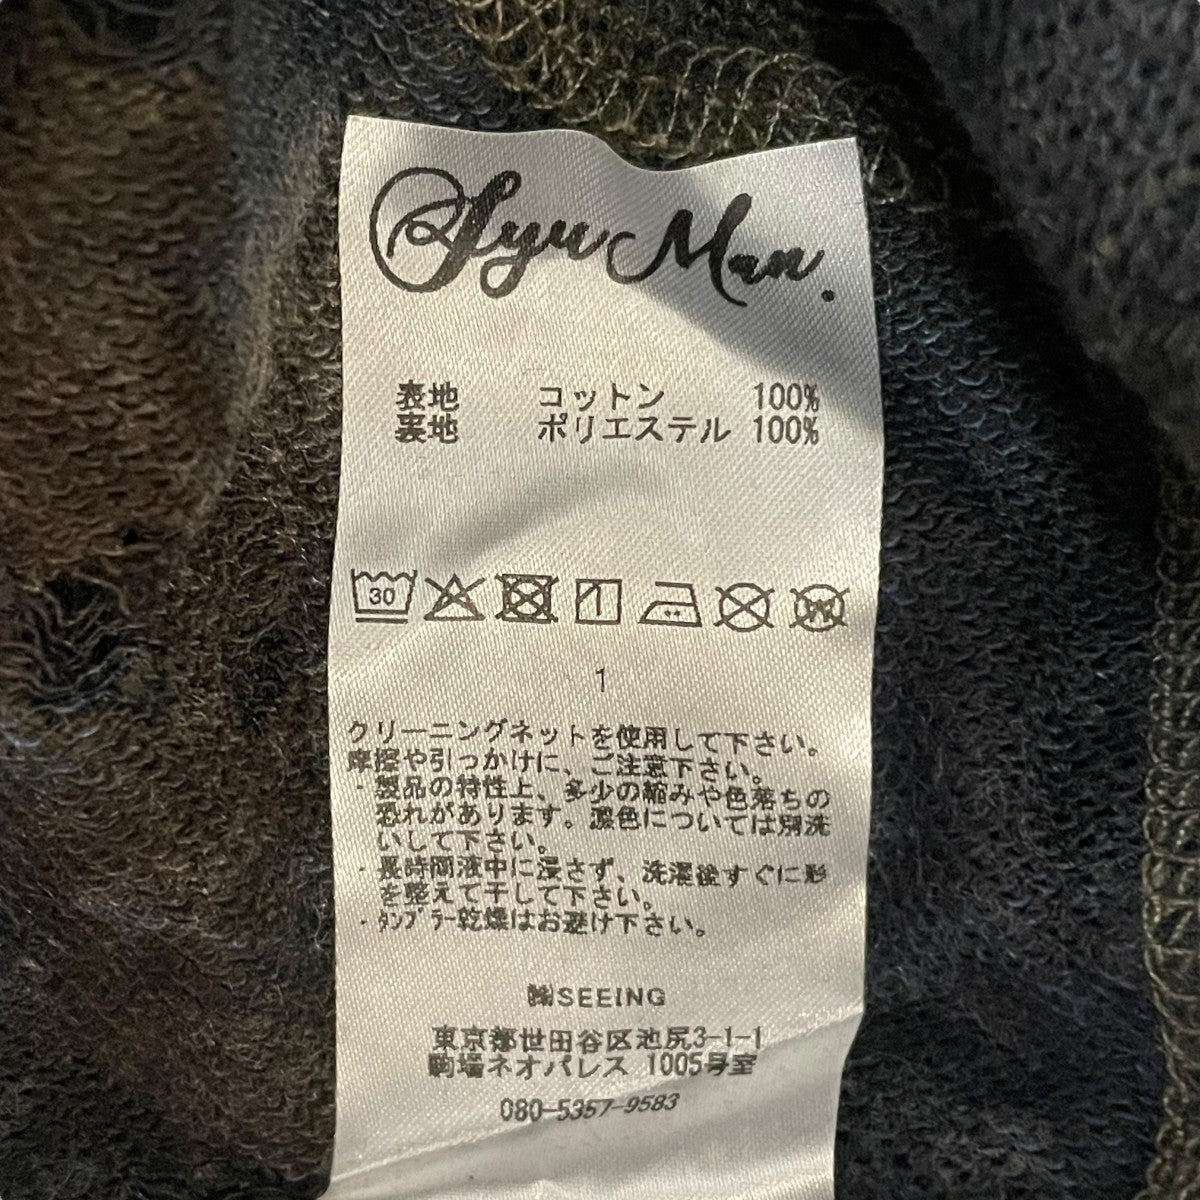 SyuMan.
表地 コットン 100%
裏地 ポリエステル 100%
30
1
クリーニングネットを使用して下さい。
摩擦や引っかけに、ご注意下さい。
・製品の特性上、多少の縮みや色落ちの
恐れがあります。濃色については別洗
いして下さい。
・長時間液中に浸さず、洗濯後すぐに形
を整えて干して下さい。
・ﾀﾝﾌﾞﾗｰ乾燥はお避け下さい。
㈱SEEING
東京都世田谷区池尻3-1-1
駒場ネオパレス 1005号室
080-5357-9583